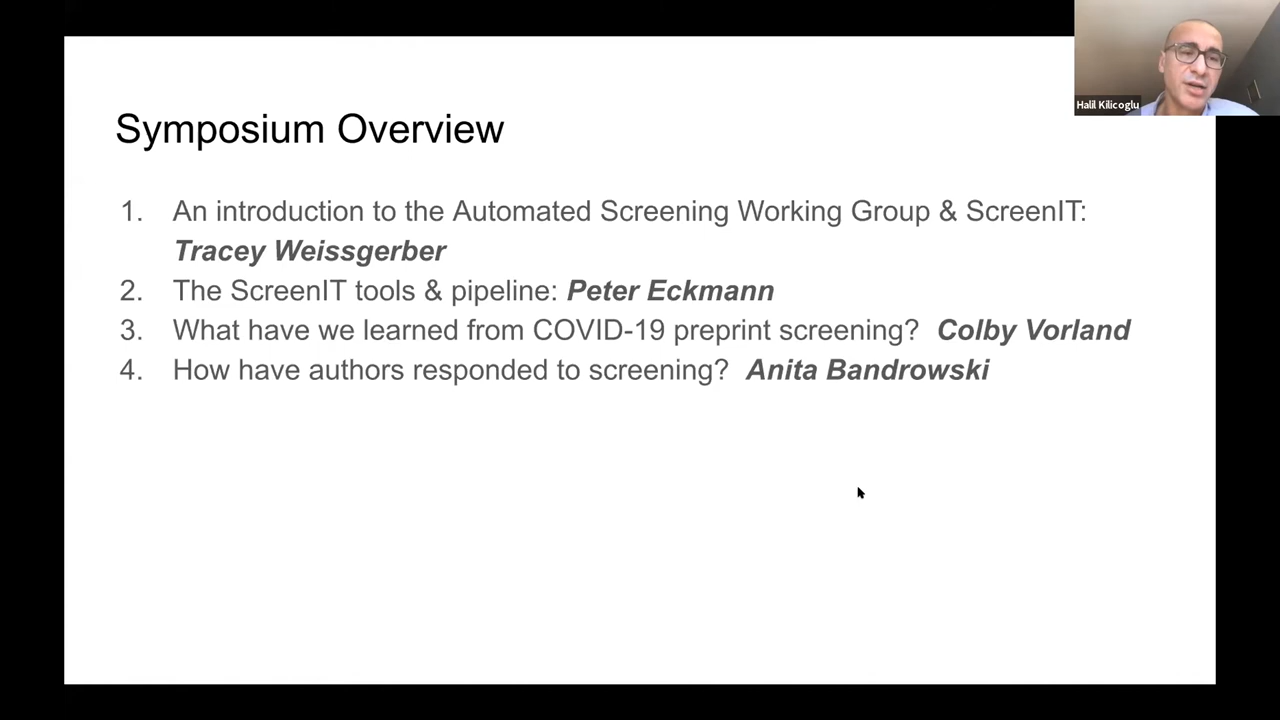 Halil Kilicoglu
Symposium Overview
1. An introduction to the Automated Screening Working Group & ScreenIT:
Tracey Weissgerber
2. The ScreenIT tools & pipeline: Peter Eckmann
3. What have we learned from COVID-19 preprint screening? Colby Vorland
4. How have authors responded to screening? Anita Bandrowski